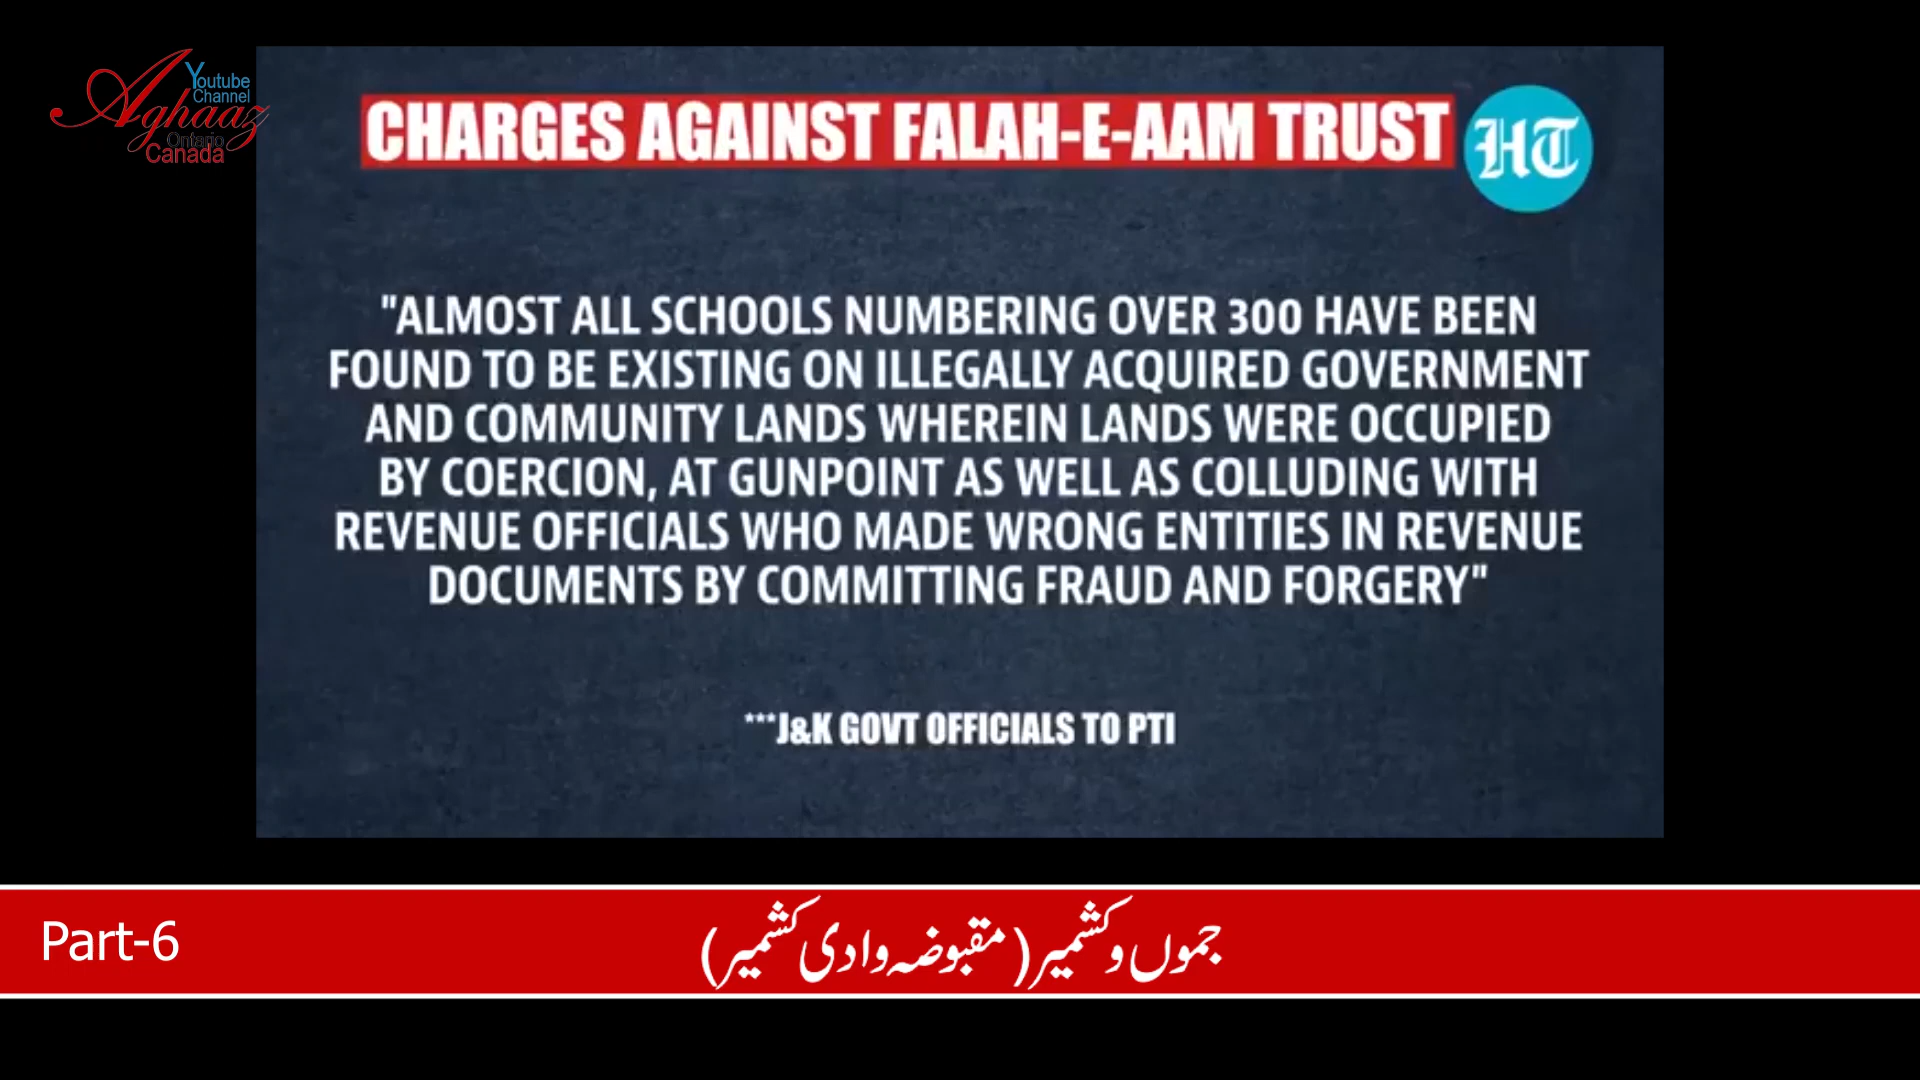 Aghaaz
Youtube
Channel
Ontario
Canada
CHARGES AGAINST FALAH-E-AAM TRUST
HT
"ALMOST ALL SCHOOLS NUMBERING OVER 300 HAVE BEEN
FOUND TO BE EXISTING ON ILLEGALLY ACQUIRED GOVERNMENT
AND COMMUNITY LANDS WHEREIN LANDS WERE OCCUPIED
BY COERCION, AT GUNPOINT AS WELL AS COLLUDING WITH
REVENUE OFFICIALS WHO MADE WRONG ENTITIES IN REVENUE
DOCUMENTS BY COMMITTING FRAUD AND FORGERY"
***J&K GOVT OFFICIALS TO PTI
Part-6
جموں و کشمیر (مقبوضہ وادی کشمیر)